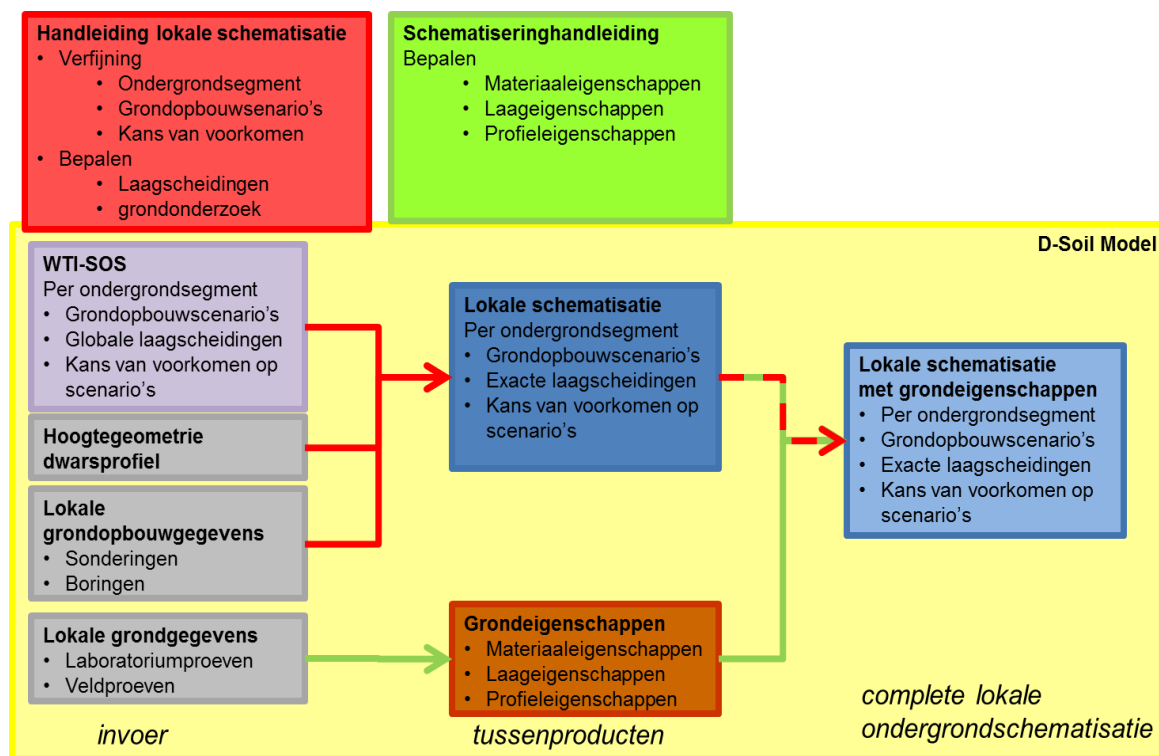 Handleiding lokale schematisatie
• Verfijning
• Ondergrondsegment
• Grondopbouwsenario’s
• Kans van voorkomen
• Bepalen
• Laagscheidingen
• grondonderzoek
Schematiseringhandleiding
Bepalen
• Materiaaleigenschappen
• Laageigenschappen
• Profieleigenschappen
D-Soil Model
WTI-SOS
Per ondergrondsegment
• Grondopbouwscenario’s
• Globale laagscheidingen
• Kans van voorkomen op
scenario’s
Hoogtegeometrie
dwarsprofiel
Lokale
grondopbouwgegevens
• Sonderingen
• Boringen
Lokale grondgegevens
• Laboratoriumproeven
• Veldproeven
invoer
Lokale schematisatie
Per ondergrondsegment
• Grondopbouwscenario’s
• Exacte laagscheidingen
• Kans van voorkomen op
scenario’s
Grondeigenschappen
• Materiaaleigenschappen
• Laageigenschappen
• Profieleigenschappen
tussenproducten
Lokale schematisatie
met grondeigenschappen
• Per ondergrondsegment
• Grondopbouwscenario’s
• Exacte laagscheidingen
• Kans van voorkomen op
scenario’s
complete lokale
ondergrondschematisatie